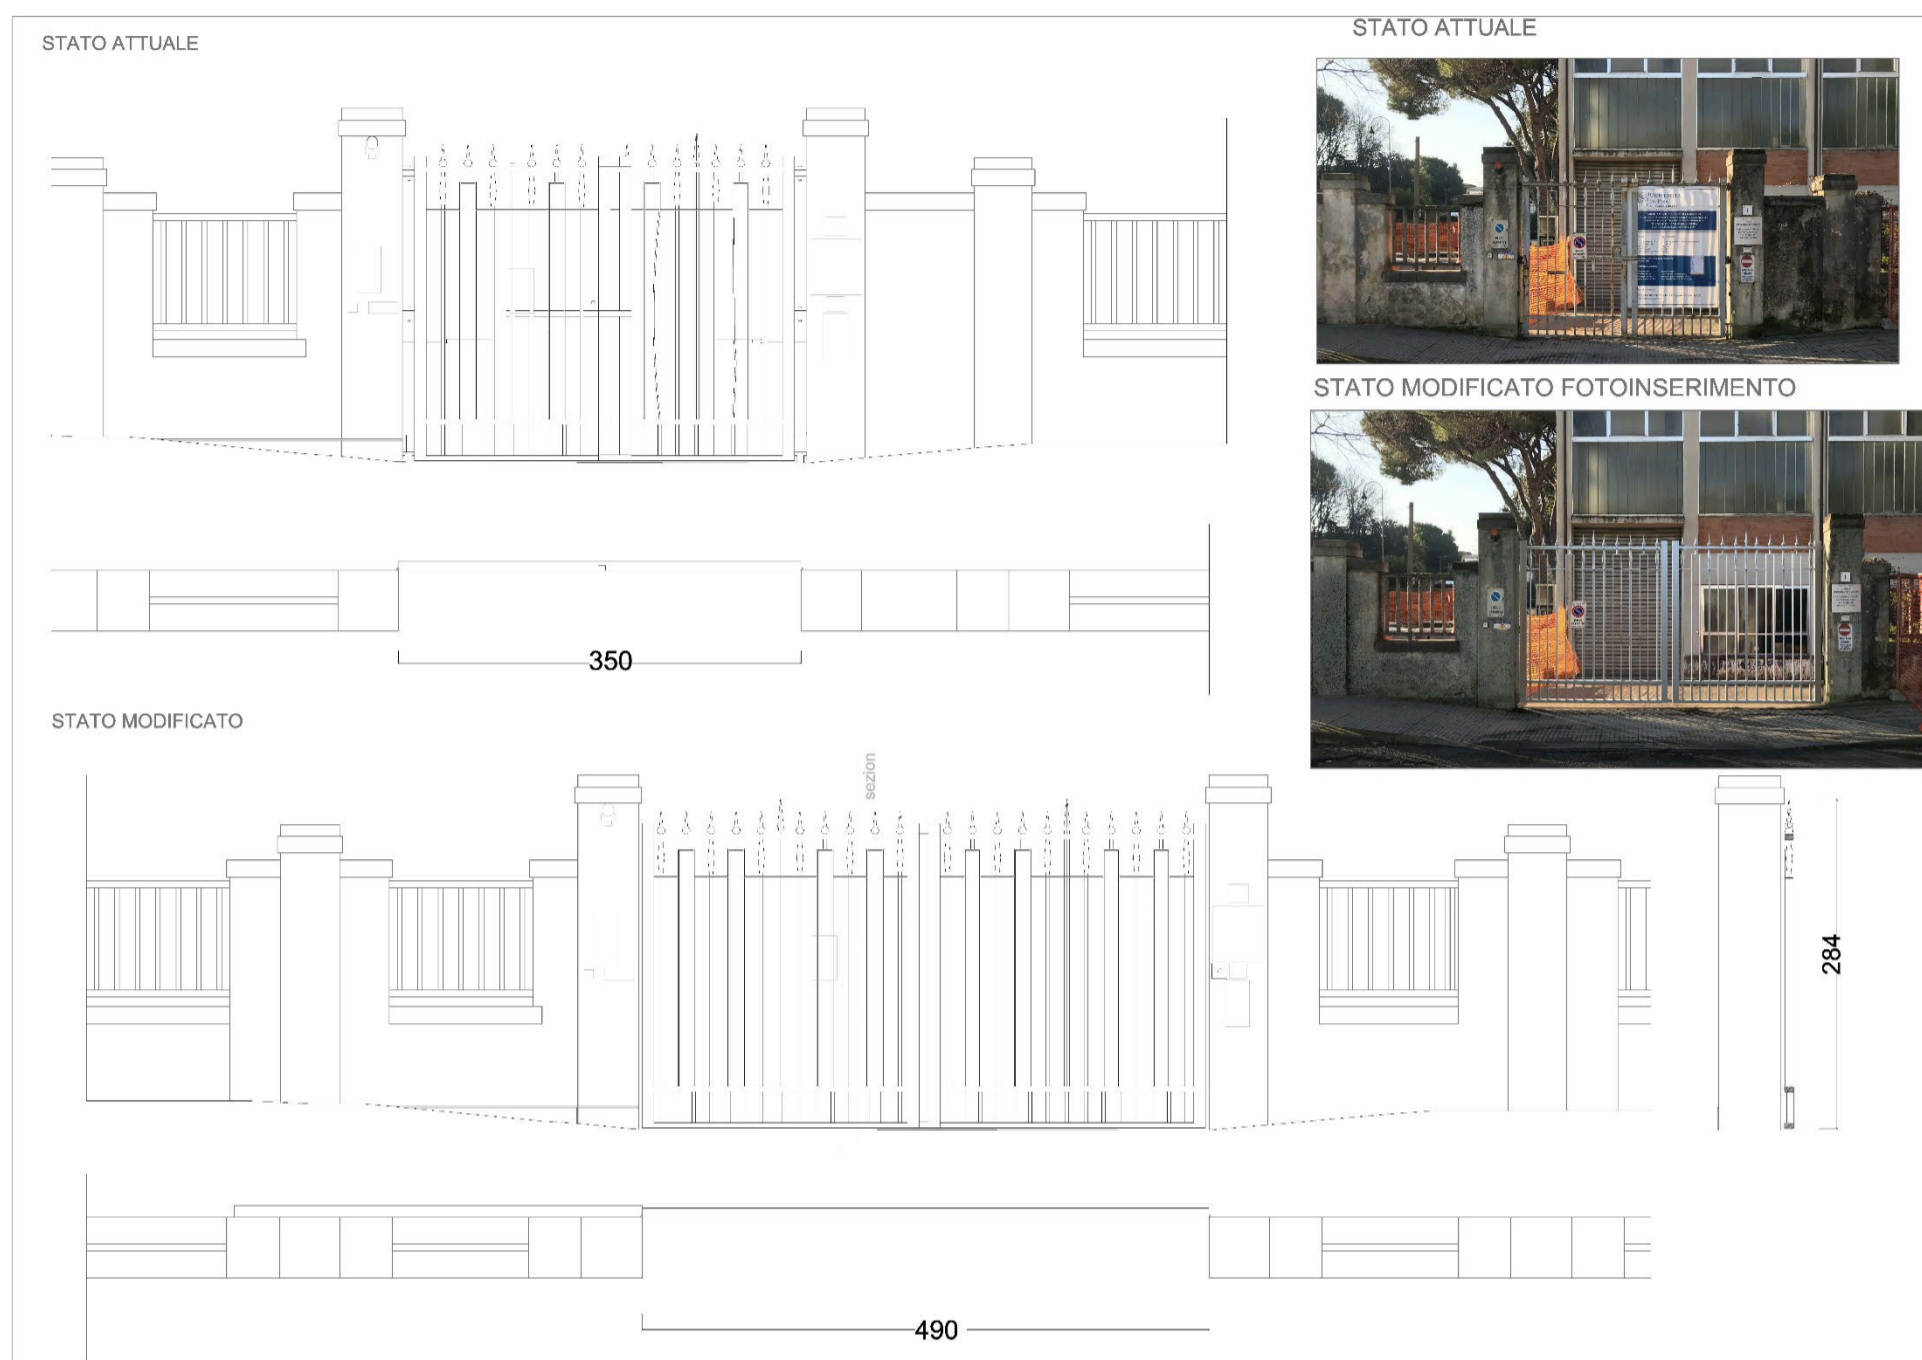 STATO ATTUALE
STATO ATTUALE
STATO MODIFICATO FOTOINSERIMENTO
350
STATO MODIFICATO
sezion
284
490